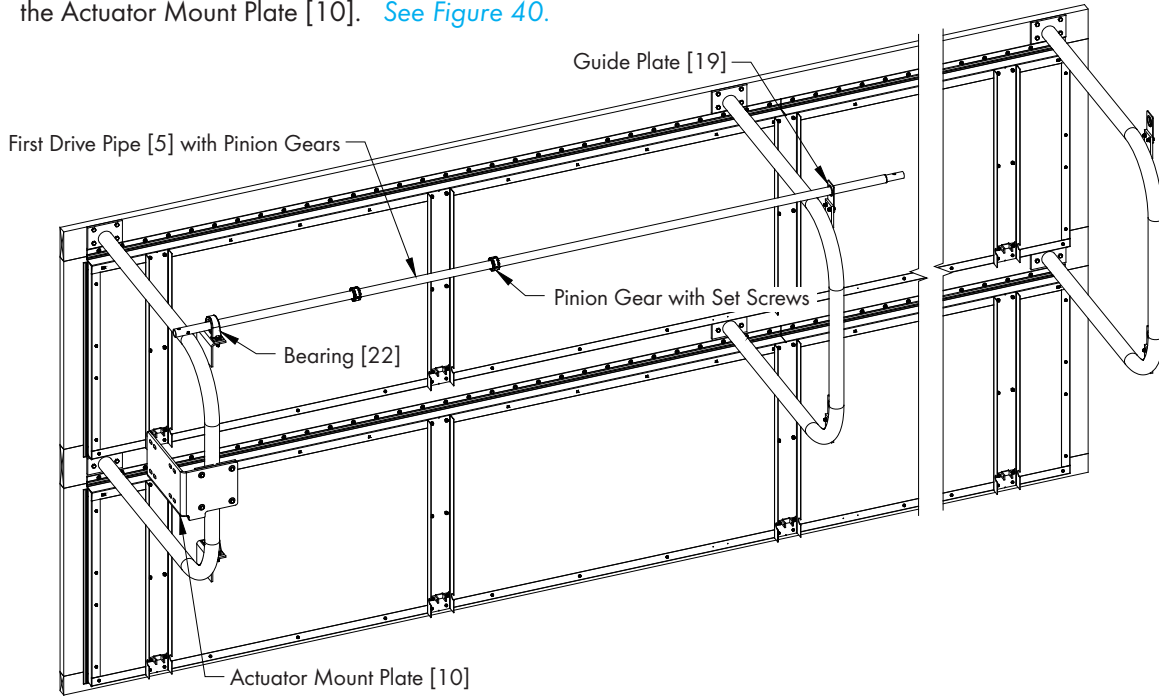 the Actuator Mount Plate [10]. See Figure 40.
Guide Plate [19]
First Drive Pipe [5] with Pinion Gears
Pinion Gear with Set Screws
Bearing [22]
Actuator Mount Plate [10]